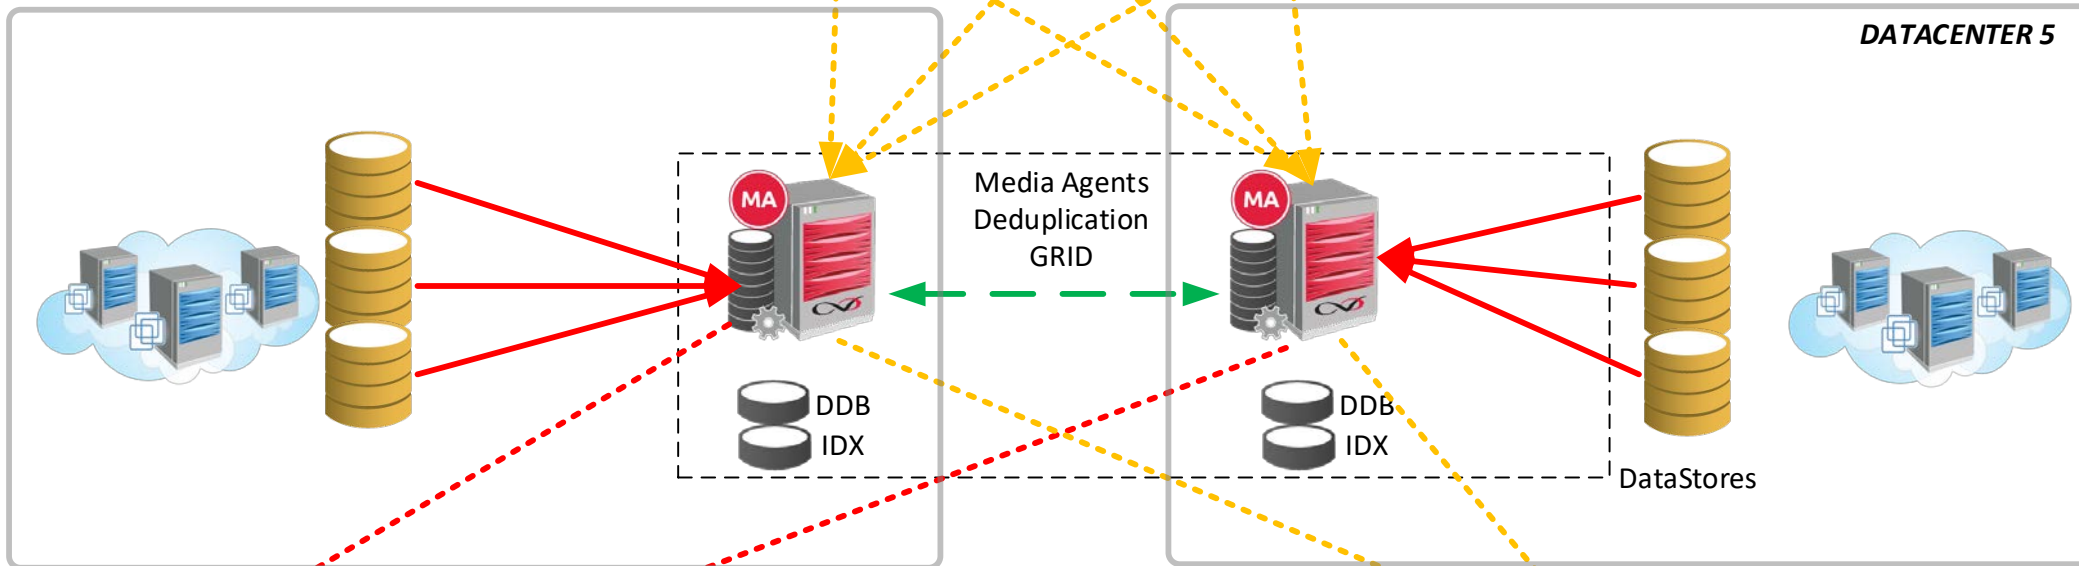 DATACENTER 5
MA
Media Agents
Deduplication
GRID
MA
DDB
IDX
DDB
IDX
DataStores